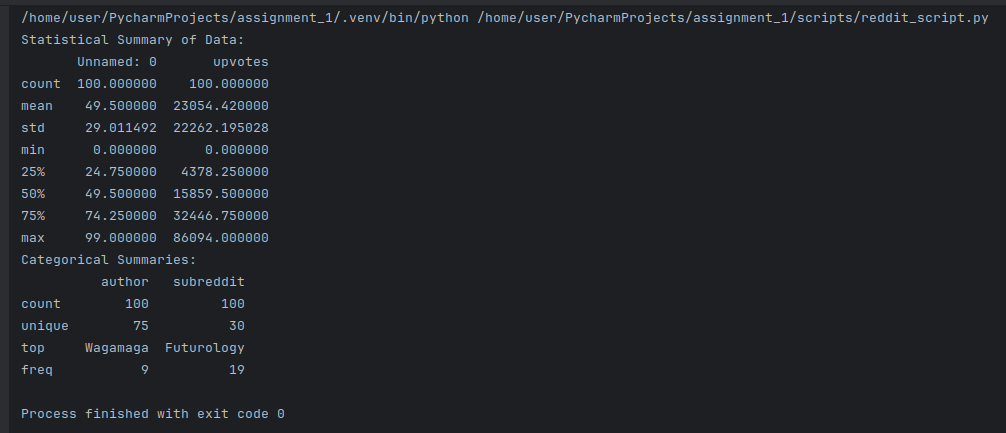 /home/user/PycharmProjects/assignment_1/.venv/bin/python /home/user/PycharmProjects/assignment_1/scripts/reddit_script.py
Statistical Summary of Data:
       Unnamed: 0       upvotes
count  100.000000    100.000000
mean    49.500000  23054.420000
std     29.011492  22262.195028
min      0.000000      0.000000
25%     24.750000   4378.250000
50%     49.500000  15859.500000
75%     74.250000  32446.750000
max     99.000000  86094.000000
Categorical Summaries:
          author   subreddit
count        100         100
unique        75          30
top     Wagamaga  Futurology
freq           9          19
Process finished with exit code 0